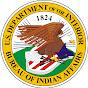 U.S. DEPARTMENT OF THE INTERIOR
1824
BUREAU OF INDIAN AFFAIRS